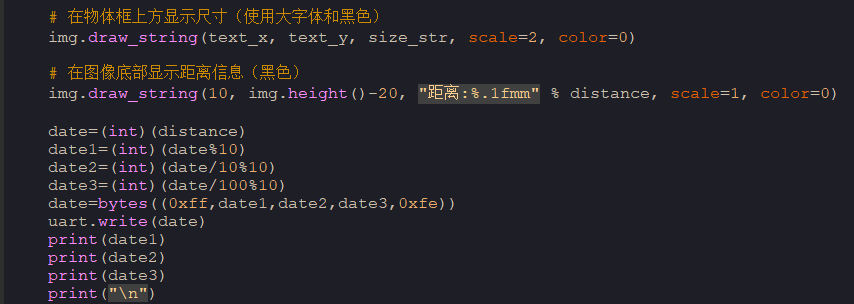 # 在物体框上方显示尺寸（使用大字体和黑色）
img.draw_string(text_x, text_y, size_str, scale=2, color=0)
# 在图像底部显示距离信息（黑色）
img.draw_string(10, img.height()-20, "距离:%.1fmm" % distance, scale=1, color=0)
date=(int)(distance)
date1=(int)(date%10)
date2=(int)(date/10%10)
date3=(int)(date/100%10)
date=bytes((0xff,date1,date2,date3,0xfe))
uart.write(date)
print(date1)
print(date2)
print(date3)
print("\n")